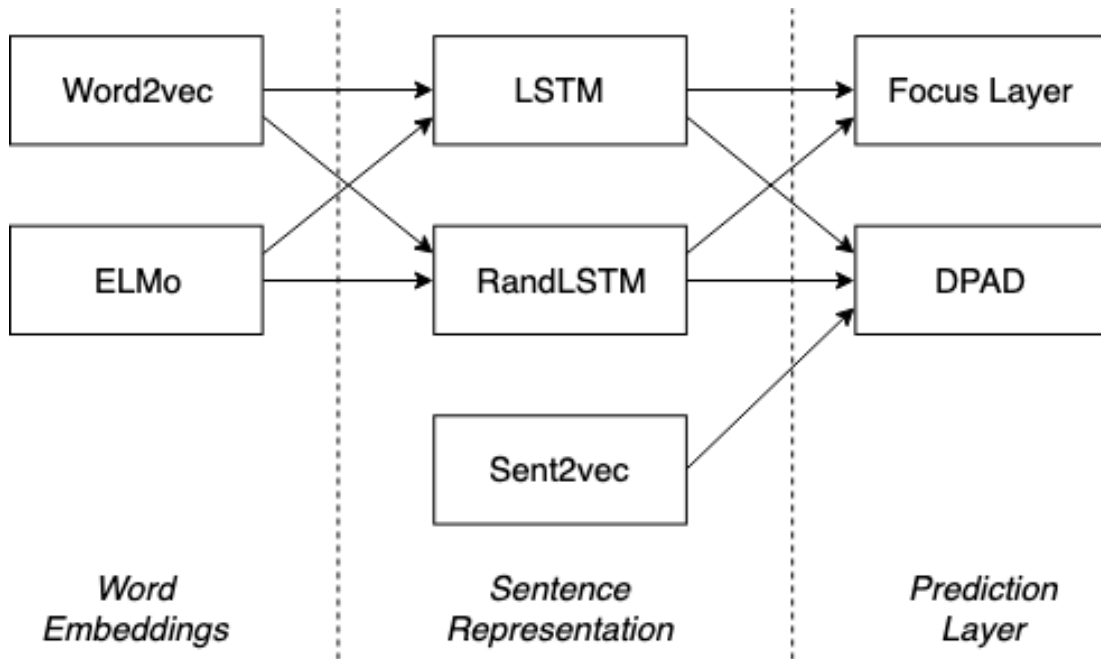 Word2vec
LSTM
Focus Layer
ELMo
RandLSTM
DPAD
Sent2vec
Word
Embeddings
Sentence
Representation
Prediction
Layer